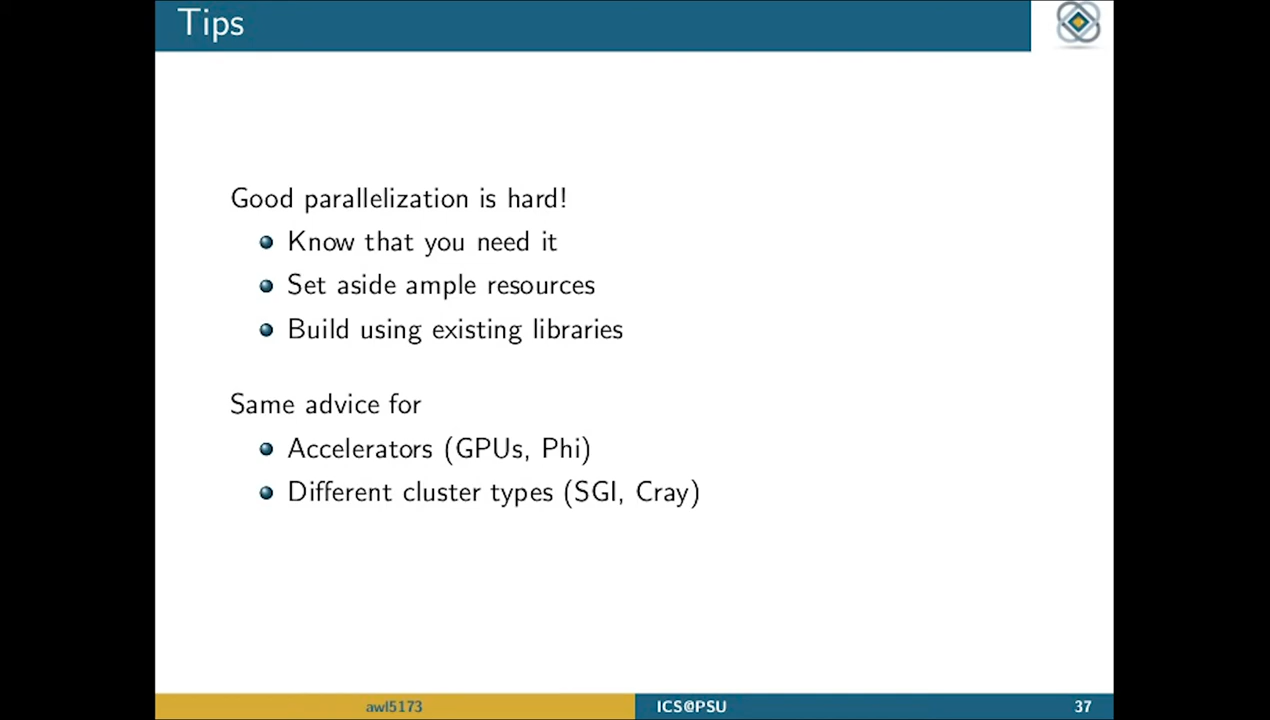 Tips
Good parallelization is hard!
Know that you need it
Set aside ample resources
Build using existing libraries
Same advice for
Accelerators (GPUs, Phi)
Different cluster types (SGI, Cray)
awl5173
ICS@PSU
37